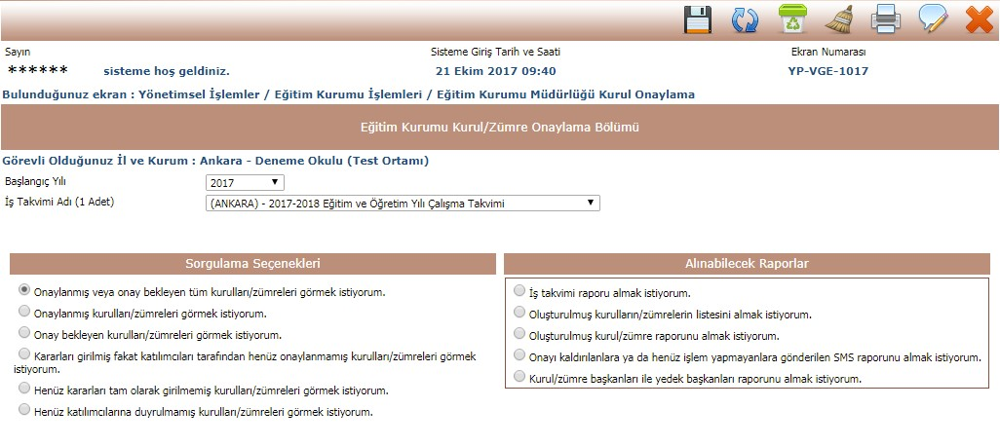 Sayın
Sisteme Giriş Tarih ve Saati
Ekran Numarası
****** sisteme hoş geldiniz.
21 Ekim 2017 09:40
YP-VGE-1017
Bulunduğunuz ekran : Yönetimsel İşlemler / Eğitim Kurumu İşlemleri / Eğitim Kurumu Müdürlüğü Kurul Onaylama
Eğitim Kurumu Kurul/Zümre Onaylama Bölümü
Görevli Olduğunuz İl ve Kurum : Ankara - Deneme Okulu (Test Ortamı)
Başlangıç Yılı
2017
İş Takvimi Adı (1 Adet)
(ANKARA) - 2017-2018 Eğitim ve Öğretim Yılı Çalışma Takvimi
Sorgulama Seçenekleri
Onaylanmış veya onay bekleyen tüm kurulları/zümreleri görmek istiyorum.
Onaylanmış kurulları/zümreleri görmek istiyorum.
Onay bekleyen kurulları/zümreleri görmek istiyorum.
Kararları girilmiş fakat katılımcıları tarafından henüz onaylanmamış kurulları/zümreleri görmek
istiyorum.
Henüz kararları tam olarak girilmemiş kurulları/zümreleri görmek istiyorum.
Henüz katılımcılarına duyrulmamış kurulları/zümreleri görmek istiyorum.
Alınabilecek Raporlar
İş takvimi raporu almak istiyorum.
Oluşturulmuş kurulların/zümrelerin listesini almak istiyorum.
Oluşturulmuş kurul/zümre raporunu almak istiyorum.
Onayı kaldırılanlara ya da henüz işlem yapmayanlara gönderilen SMS raporunu almak istiyorum.
Kurul/zümre başkanları ile yedek başkanları raporunu almak istiyorum.